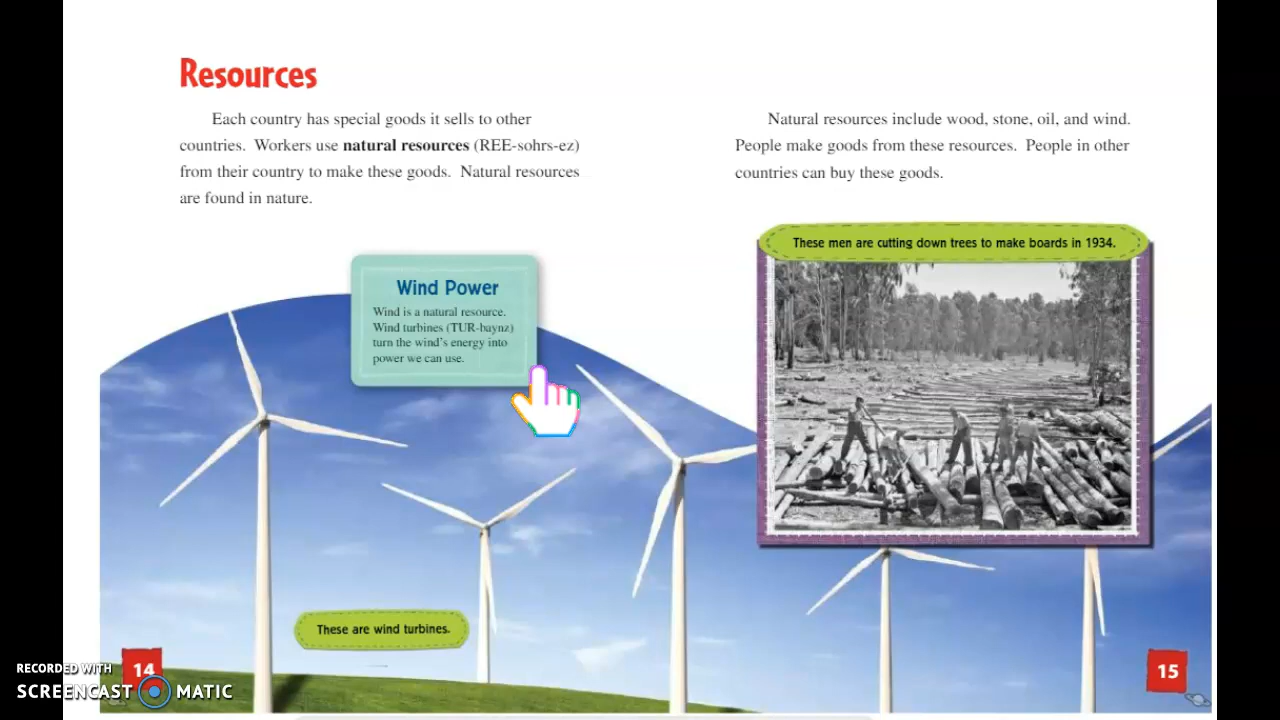 Resources
Each country has special goods it sells to other
countries. Workers use natural resources (REE-sohrs-ez)
from their country to make these goods. Natural resources
are found in nature.
Wind Power
Wind is a natural resource.
Wind turbines (TUR-baynz)
turn the wind's energy into
power we can use.
These are wind turbines.
14
Natural resources include wood, stone, oil, and wind.
People make goods from these resources. People in other
countries can buy these goods.
These men are cutting down trees to make boards in 1934.
15
RECORDED WITH
SCREENCAST MATIC